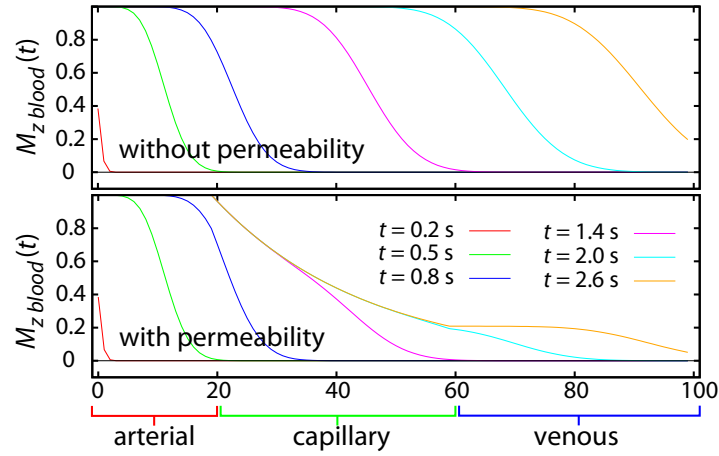 M_z blood(t)
0.8
0.6
0.4
0.2
0
without permeability
M_z blood(t)
0.8
0.6
0.4
0.2
0
with permeability
t = 0.2 s
t = 0.5 s
t = 0.8 s
t = 1.4 s
t = 2.0 s
t = 2.6 s
0 20 40 60 80 100
arterial capillary venous